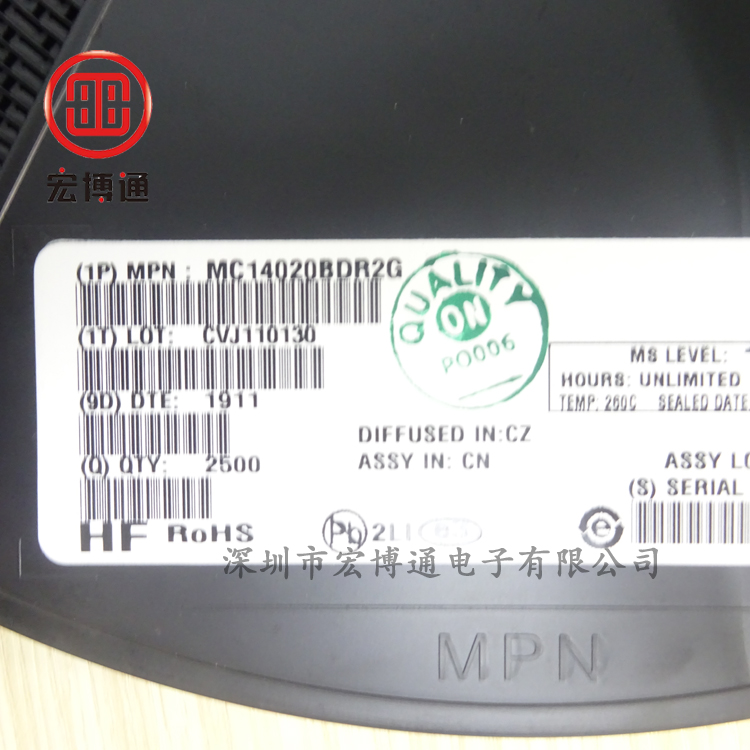 宏博通
(1P) MPN : MC14020BDR2G
(1T) LOT: CVJ110130
(9D) DTE: 1911
(Q) QTY: 2500
QUALITY
ON
PO006
MS LEVEL:
HOURS: UNLIMITED
TEMP: 260C SEALED DATE
DIFFUSED IN:CZ
ASSY IN: CN
ASSY LO
(S) SERIAL
HF RoHS
Pb 2LI
e
深圳市宏博通电子有限公司
MPN